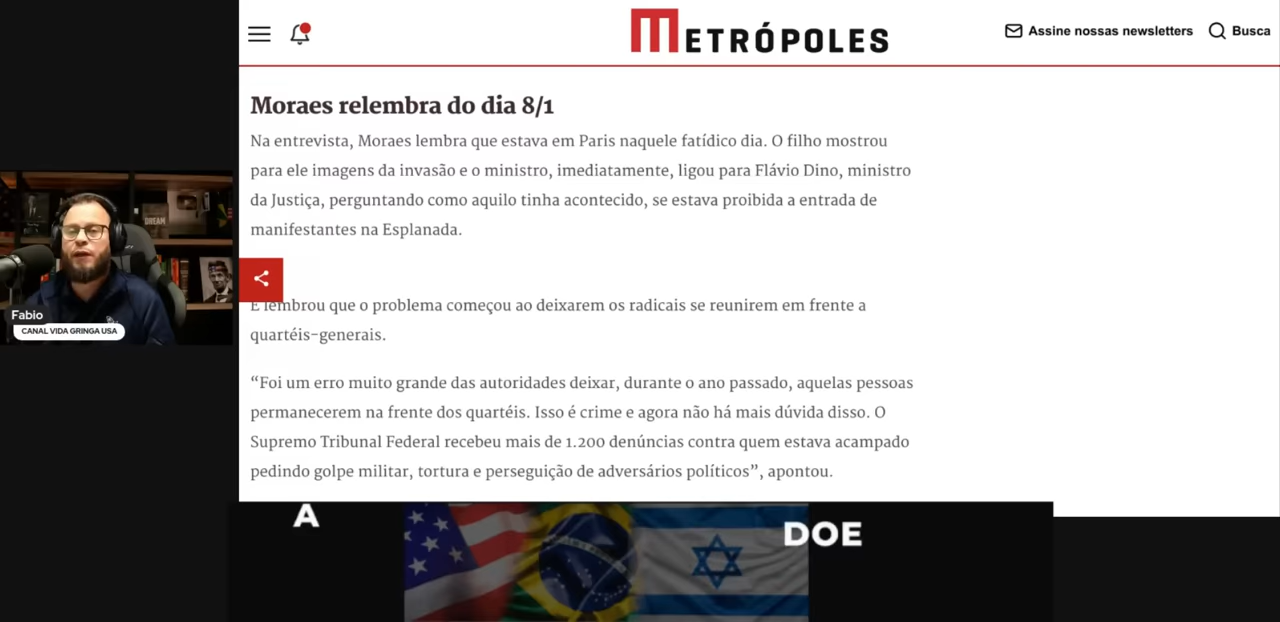 METRÓPOLES
Assine nossas newsletters
Busca
Moraes relembra do dia 8/1
Na entrevista, Moraes lembra que estava em Paris naquele fatídico dia. O filho mostrou
para ele imagens da invasão e o ministro, imediatamente, ligou para Flávio Dino, ministro
da Justiça, perguntando como aquilo tinha acontecido, se estava proibida a entrada de
manifestantes na Esplanada.
E lembrou que o problema começou ao deixarem os radicais se reunirem em frente a
quartéis-generais.
“Foi um erro muito grande das autoridades deixar, durante o ano passado, aquelas pessoas
permanecerem na frente dos quartéis. Isso é crime e agora não há mais dúvida disso. O
Supremo Tribunal Federal recebeu mais de 1.200 denúncias contra quem estava acampado
pedindo golpe militar, tortura e perseguição de adversários políticos”, apontou.
DREAM
Fabio
CANAL VIDA GRINGA USA
A
DOE